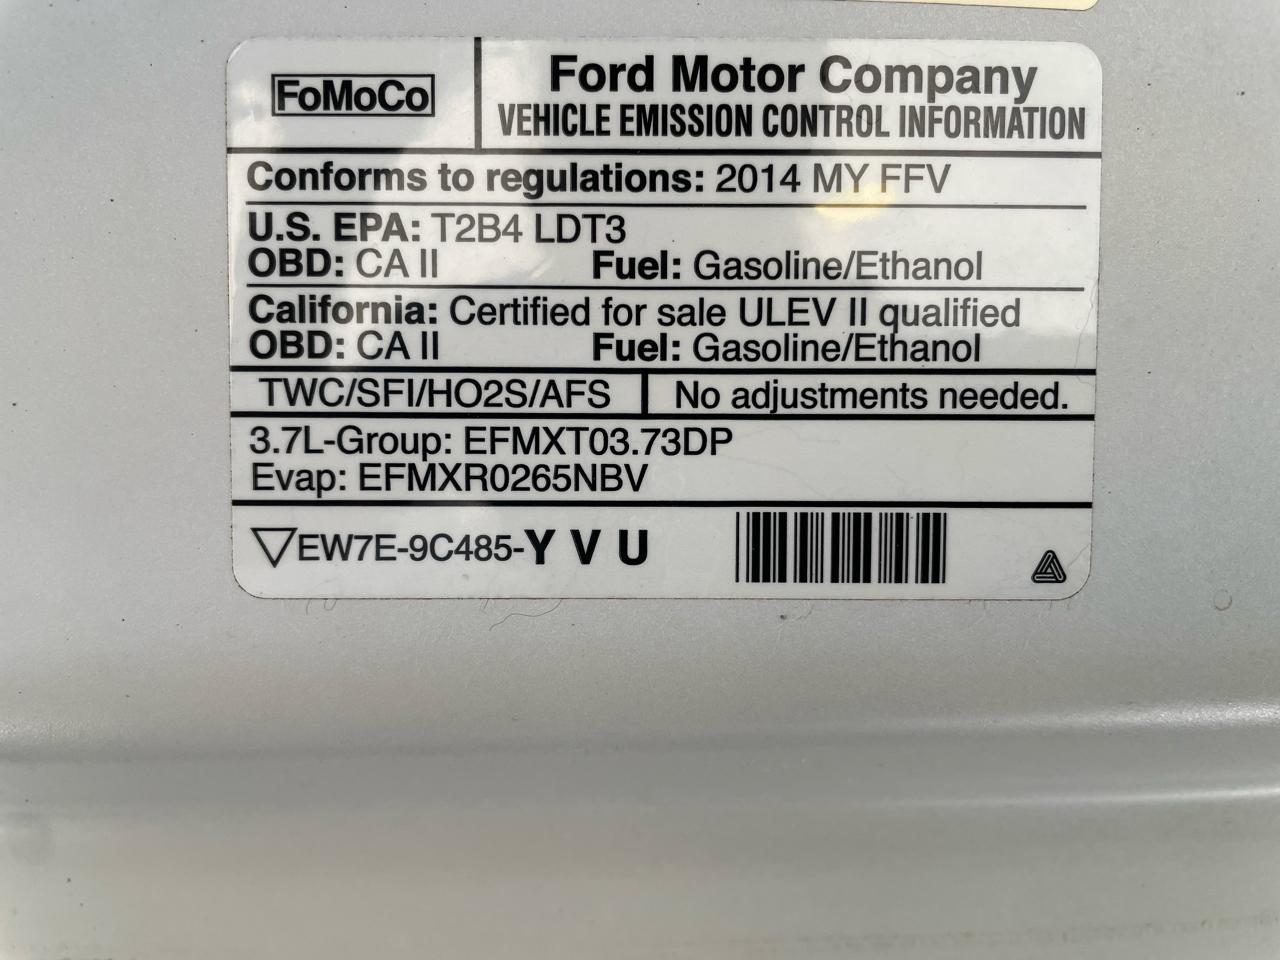 FoMoCo
Ford Motor Company
VEHICLE EMISSION CONTROL INFORMATION
Conforms to regulations: 2014 MY FFV
U.S. EPA: T2B4 LDT3
OBD: CA II Fuel: Gasoline/Ethanol
California: Certified for sale ULEV II qualified
OBD: CA II Fuel: Gasoline/Ethanol
TWC/SFI/HO2S/AFS No adjustments needed.
3.7L-Group: EFMXT03.73DP
Evap: EFMXR0265NBV
EW7E-9C485-Y V U